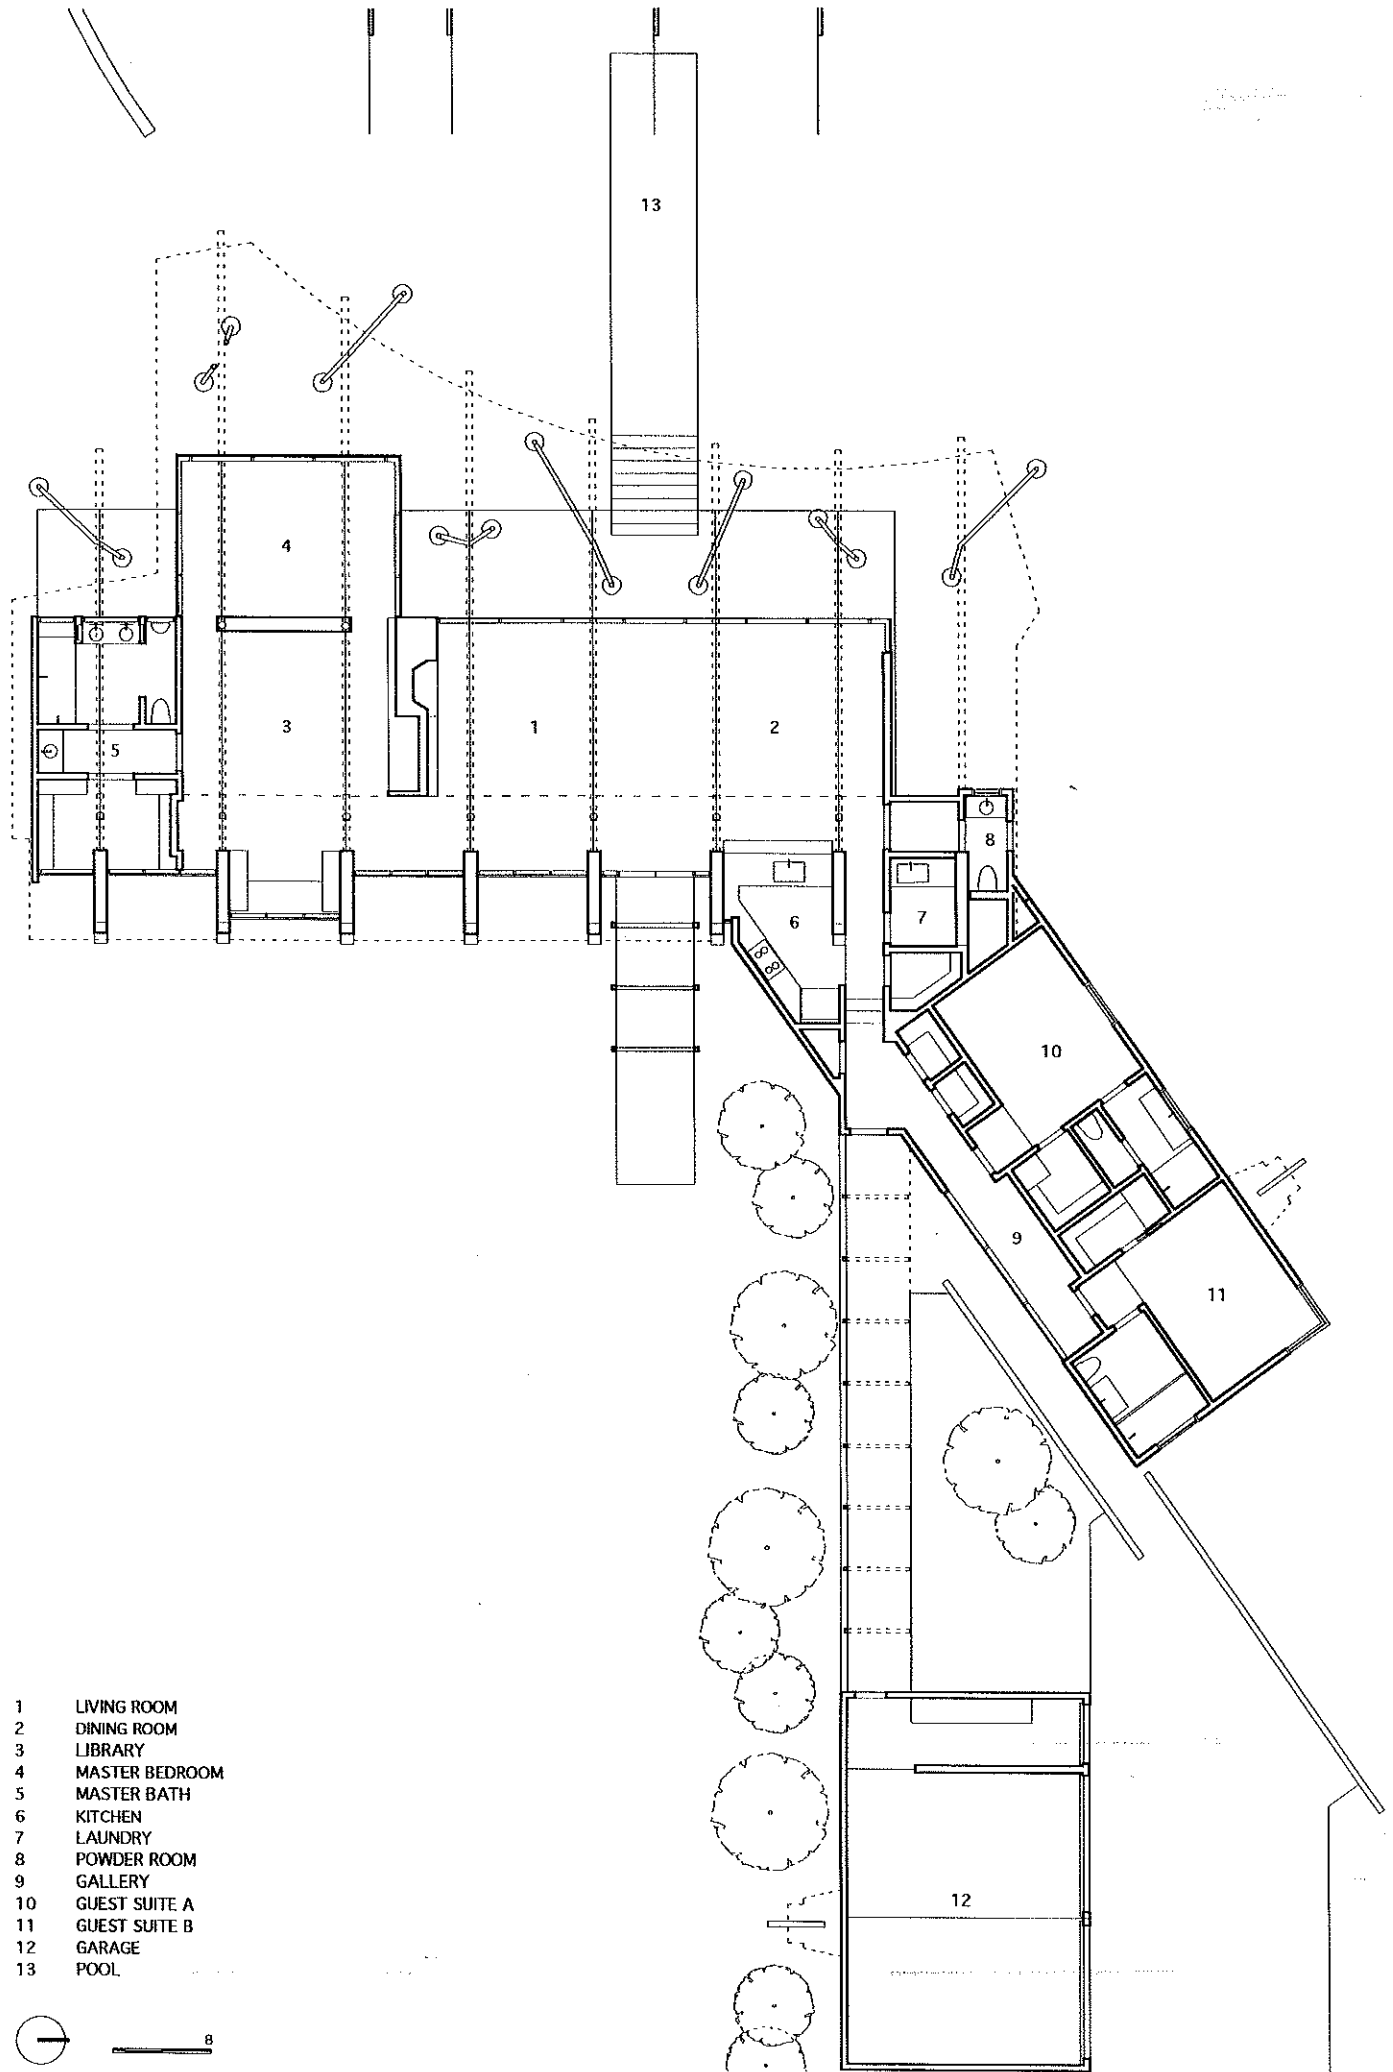 13
4
3
1
2
5
8
6
7
10
9
11
12
1 LIVING ROOM
2 DINING ROOM
3 LIBRARY
4 MASTER BEDROOM
5 MASTER BATH
6 KITCHEN
7 LAUNDRY
8 POWDER ROOM
9 GALLERY
10 GUEST SUITE A
11 GUEST SUITE B
12 GARAGE
13 POOL
8